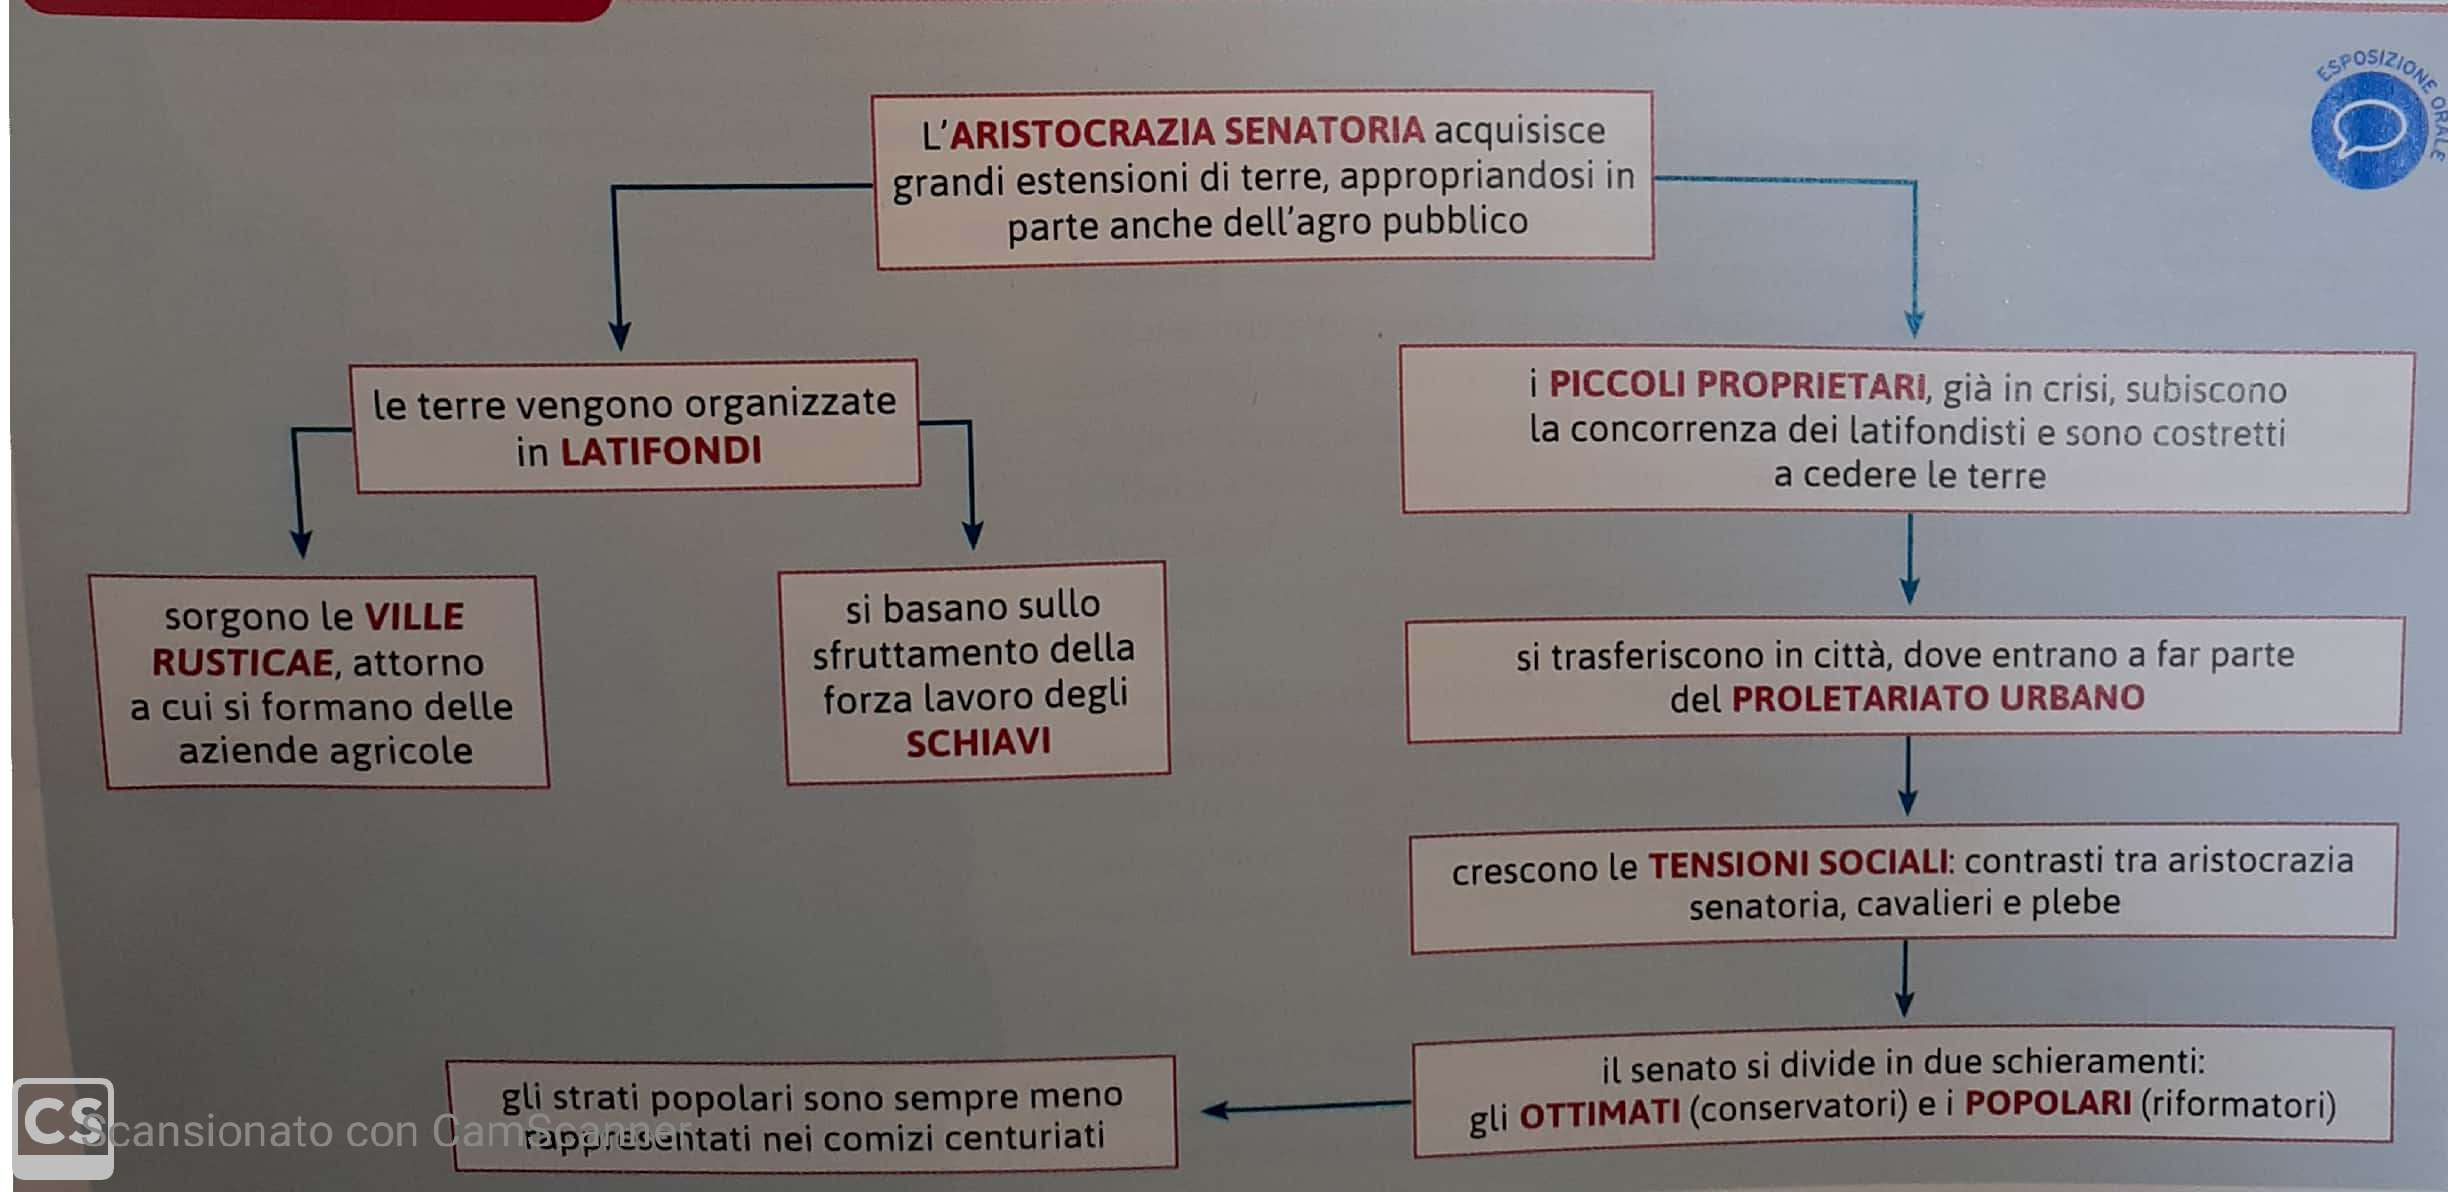 ESPOSIZIONE ORALE
L'ARISTOCRAZIA SENATORIA acquisisce
grandi estensioni di terre, appropriandosi in
parte anche dell'agro pubblico
le terre vengono organizzate
in LATIFONDI
sorgono le VILLE
RUSTICAE, attorno
a cui si formano delle
aziende agricole
si basano sullo
sfruttamento della
forza lavoro degli
SCHIAVI
i PICCOLI PROPRIETARI, già in crisi, subiscono
la concorrenza dei latifondisti e sono costretti
a cedere le terre
si trasferiscono in città, dove entrano a far parte
del PROLETARIATO URBANO
crescono le TENSIONI SOCIALI: contrasti tra aristocrazia
senatoria, cavalieri e plebe
il senato si divide in due schieramenti:
gli OTTIMATI (conservatori) e i POPOLARI (riformatori)
gli strati popolari sono sempre meno
rappresentati nei comizi centuriati
CS
Scansionato con CamScanner